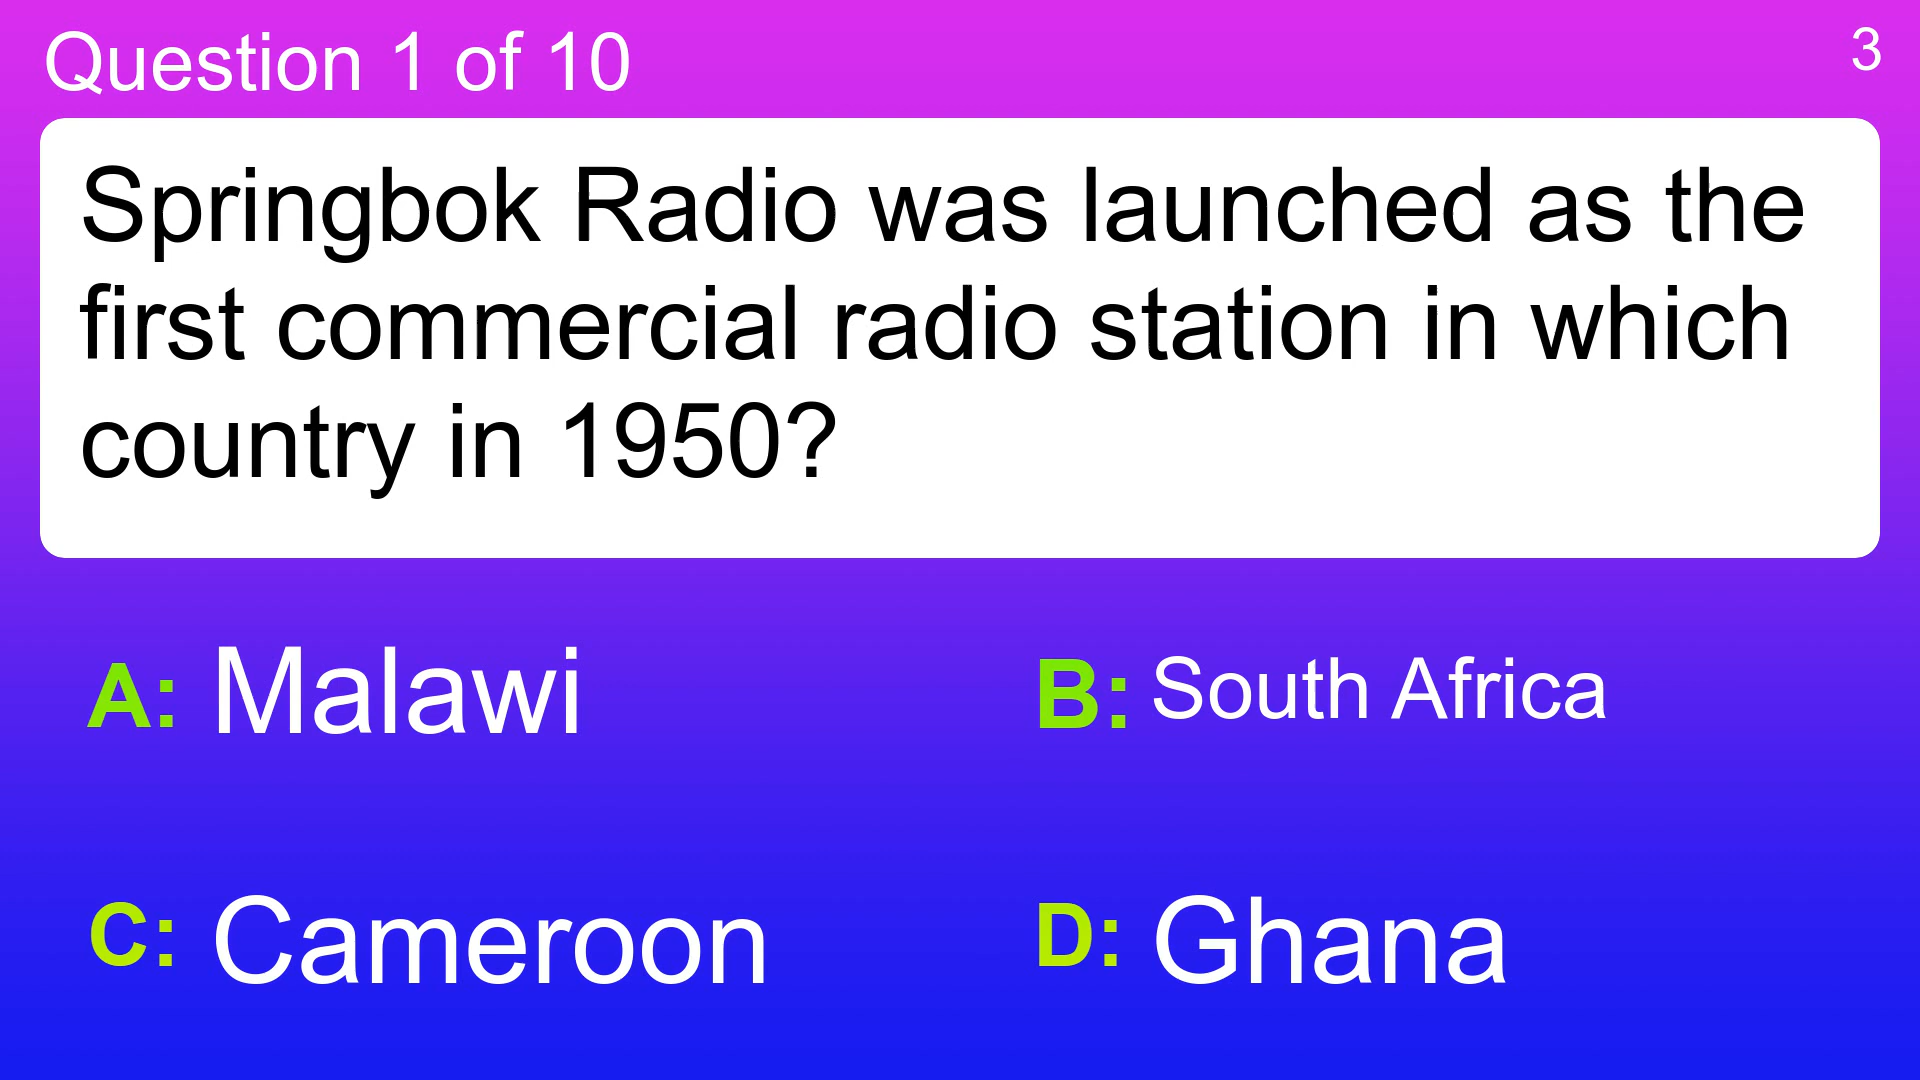 Question 1 of 10
3
Springbok Radio was launched as the
first commercial radio station in which
country in 1950?
A: Malawi
B: South Africa
C: Cameroon
D: Ghana